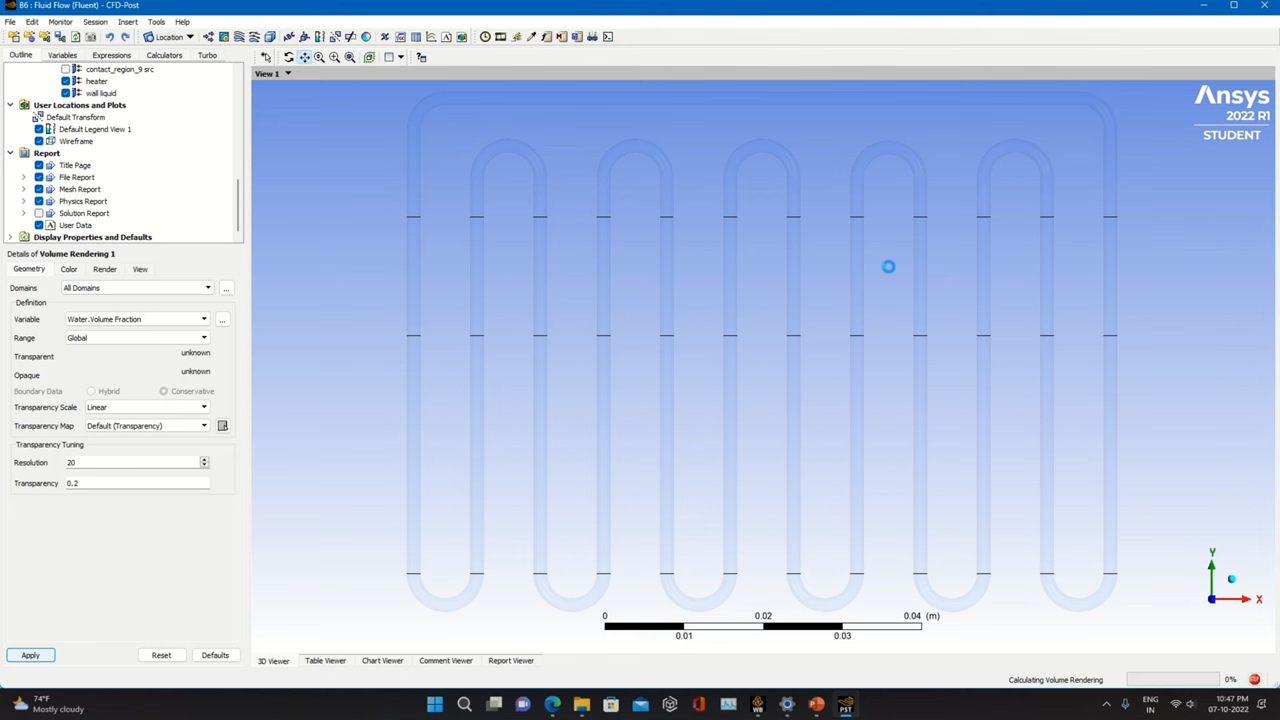 B6 : Fluid Flow (Fluent) - CFD-Post
File Edit Monitor Session Insert Tools Help
Location
Outline Variables Expressions Calculators Turbo
View 1
contact_region_9 src
heater
wall liquid
User Locations and Plots
Default Transform
Default Legend View 1
Wireframe
Report
Title Page
File Report
Mesh Report
Physics Report
Solution Report
User Data
Display Properties and Defaults
Details of Volume Rendering 1
Geometry Color Render View
Domains All Domains ...
Definition
Variable Water.Volume Fraction ...
Range Global
Transparent unknown
Opaque unknown
Boundary Data Hybrid Conservative
Transparency Scale Linear
Transparency Map Default (Transparency)
Transparency Tuning
Resolution 20
Transparency 0.2
Apply Reset Defaults
Ansys
2022 R1
STUDENT
Y
X
0 0.02 0.04 (m)
0.01 0.03
3D Viewer Table Viewer Chart Viewer Comment Viewer Report Viewer
Calculating Volume Rendering 0%
74°F
Mostly cloudy
WB
PST
ENG
IN
10:47 PM
07-10-2022